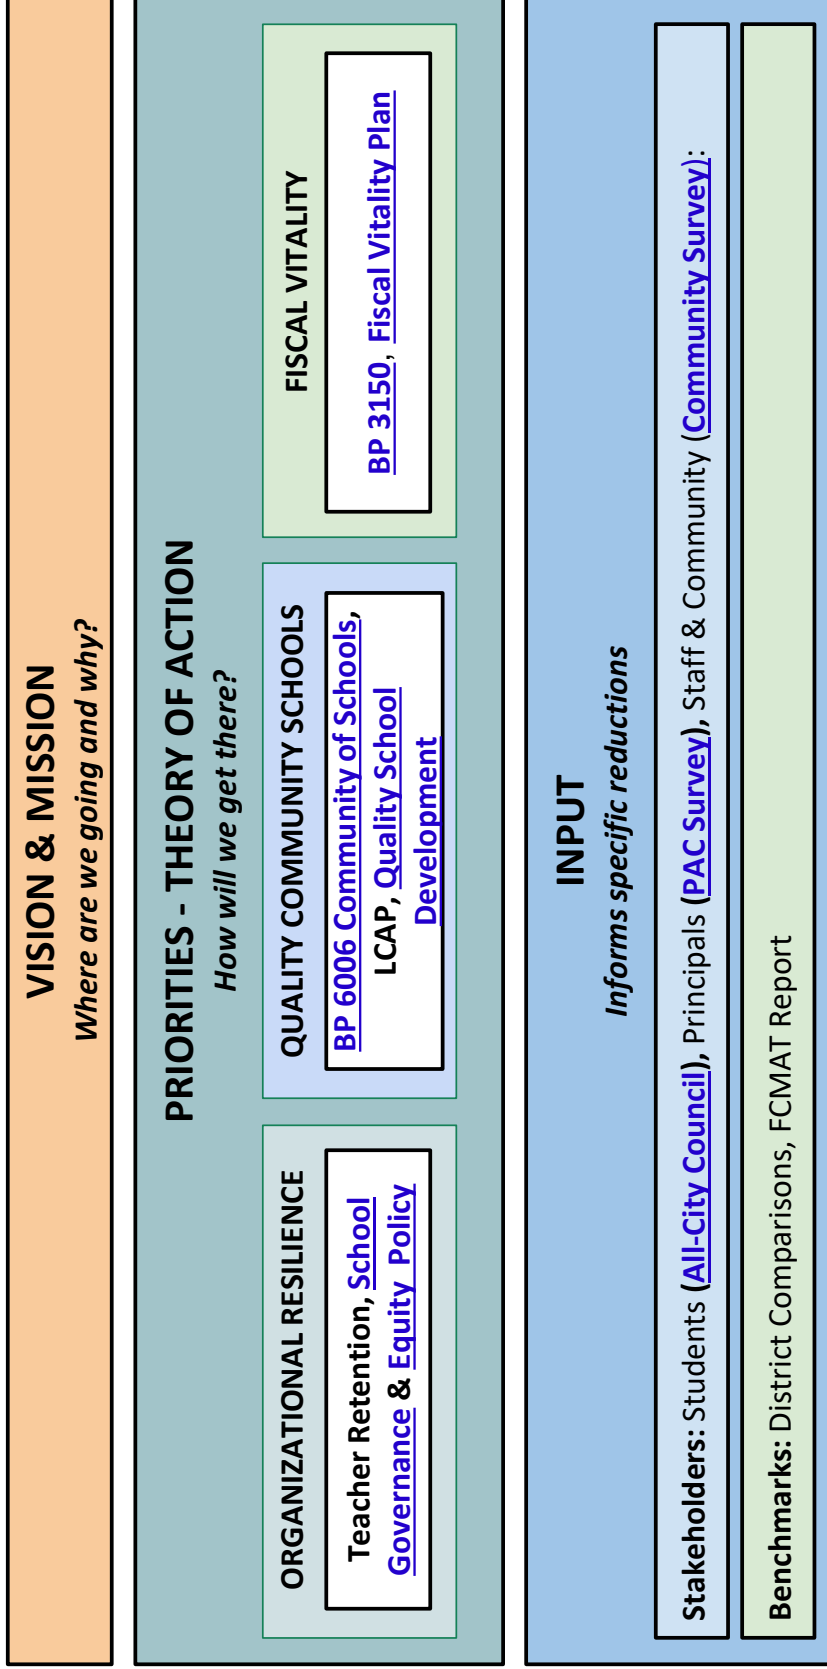 VISION & MISSION
Where are we going and why?
PRIORITIES - THEORY OF ACTION
How will we get there?
ORGANIZATIONAL RESILIENCE
Teacher Retention, School
Governance & Equity Policy
QUALITY COMMUNITY SCHOOLS
BP 6006 Community of Schools,
LCAP, Quality School
Development
FISCAL VITALITY
BP 3150, Fiscal Vitality Plan
INPUT
Informs specific reductions
Stakeholders: Students (All-City Council), Principals (PAC Survey), Staff & Community (Community Survey):
Benchmarks: District Comparisons, FCMAT Report